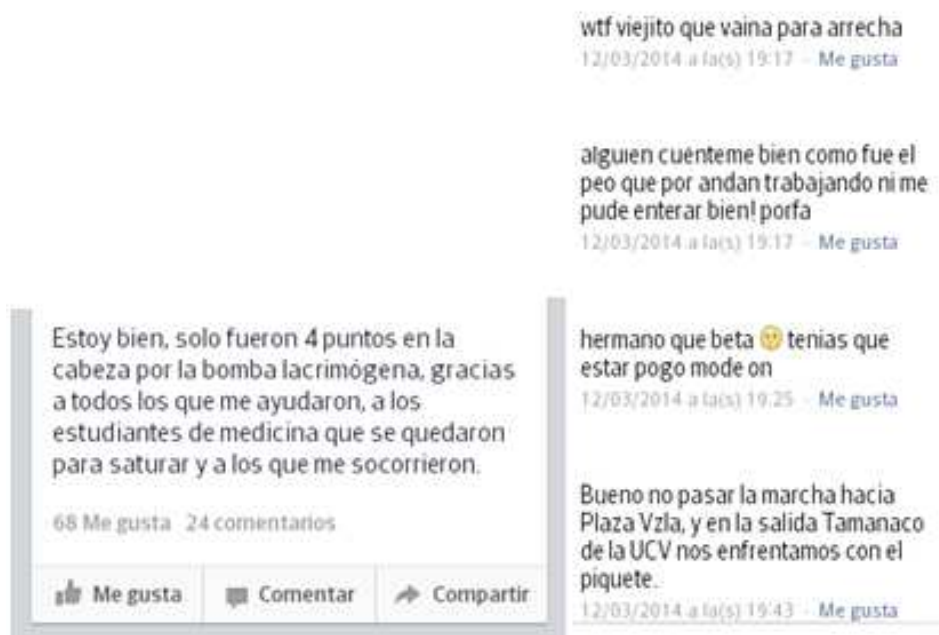 Estoy bien, solo fueron 4 puntos en la
cabeza por la bomba lacrimógena, gracias
a todos los que me ayudaron, a los
estudiantes de medicina que se quedaron
para saturar y a los que me socorrieron.
68 Me gusta 24 comentarios
Me gusta Comentar Compartir
wtf viejito que vaina para arrecha
12/03/2014 a la(s) 19:17 · Me gusta
alguien cuénteme bien como fue el
peo que por andan trabajando ni me
pude enterar bien! porfa
12/03/2014 a la(s) 19:17 · Me gusta
hermano que beta 😕 tenias que
estar pogo mode on
12/03/2014 a la(s) 19:25 · Me gusta
Bueno no pasar la marcha hacia
Plaza Vzla, y en la salida Tamanaco
de la UCV nos enfrentamos con el
piquete.
12/03/2014 a la(s) 19:43 · Me gusta